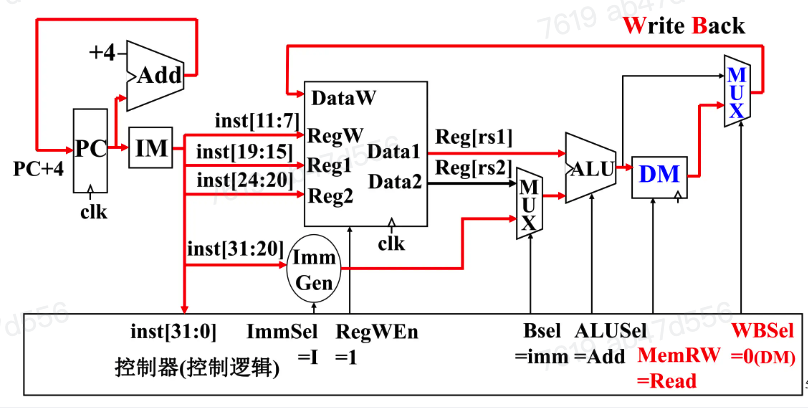 Write Back
+4
Add
MUX
DataW
inst[11:7]
RegW
Data1
Reg[rs1]
PC
IM
inst[19:15]
Reg1
ALU
PC+4
inst[24:20]
Reg2
Data2
Reg[rs2]
DM
MUX
clk
clk
inst[31:20]
Imm
Gen
inst[31:0]
ImmSel
=I
RegWEn
=1
Bsel
=imm
ALUSel
=Add
MemRW
=Read
WBSel
=0(DM)
控制器(控制逻辑)
7619 ab47d556